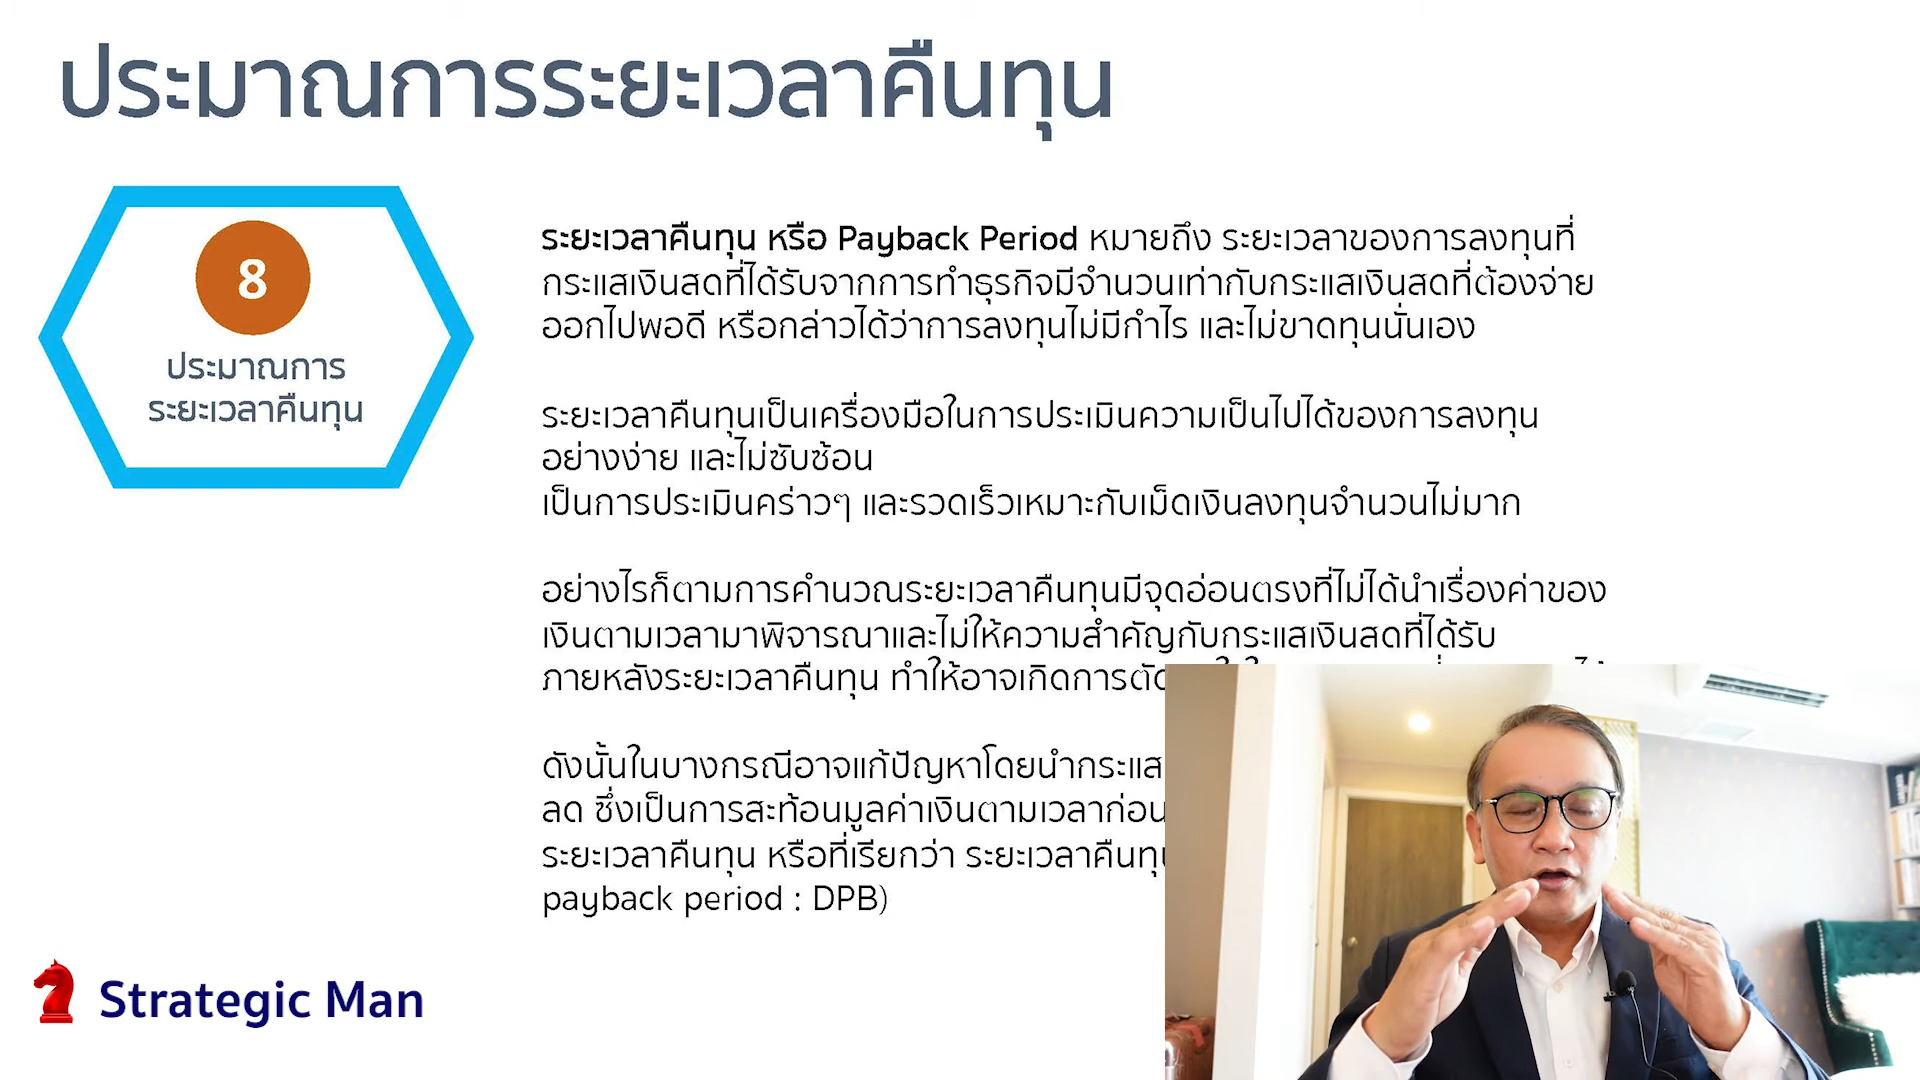 ประมาณการระยะเวลาคืนทุน
8
ประมาณการ
ระยะเวลาคืนทุน
ระยะเวลาคืนทุน หรือ Payback Period หมายถึง ระยะเวลาของการลงทุนที่
กระแสเงินสดที่ได้รับจากการทำธุรกิจมีจำนวนเท่ากับกระแสเงินสดที่ต้องจ่าย
ออกไปพอดี หรือกล่าวได้ว่าการลงทุนไม่มีกำไร และไม่ขาดทุนนั่นเอง
ระยะเวลาคืนทุนเป็นเครื่องมือในการประเมินความเป็นไปได้ของการลงทุน
อย่างง่าย และไม่ซับซ้อน
เป็นการประเมินคร่าวๆ และรวดเร็วเหมาะกับเม็ดเงินลงทุนจำนวนไม่มาก
อย่างไรก็ตามการคำนวณระยะเวลาคืนทุนมีจุดอ่อนตรงที่ไม่ได้นำเรื่องค่าของ
เงินตามเวลามาพิจารณาและไม่ให้ความสำคัญกับกระแสเงินสดที่ได้รับ
ภายหลังระยะเวลาคืนทุน ทำให้อาจเกิดการ
ดังนั้นในบางกรณีอาจแก้ปัญหาโดยนำกระแส
ลด ซึ่งเป็นการสะท้อนมูลค่าเงินตามเวลาก่อน
ระยะเวลาคืนทุน หรือที่เรียกว่า ระยะเวลาคืน
payback period : DPB)
Strategic Man